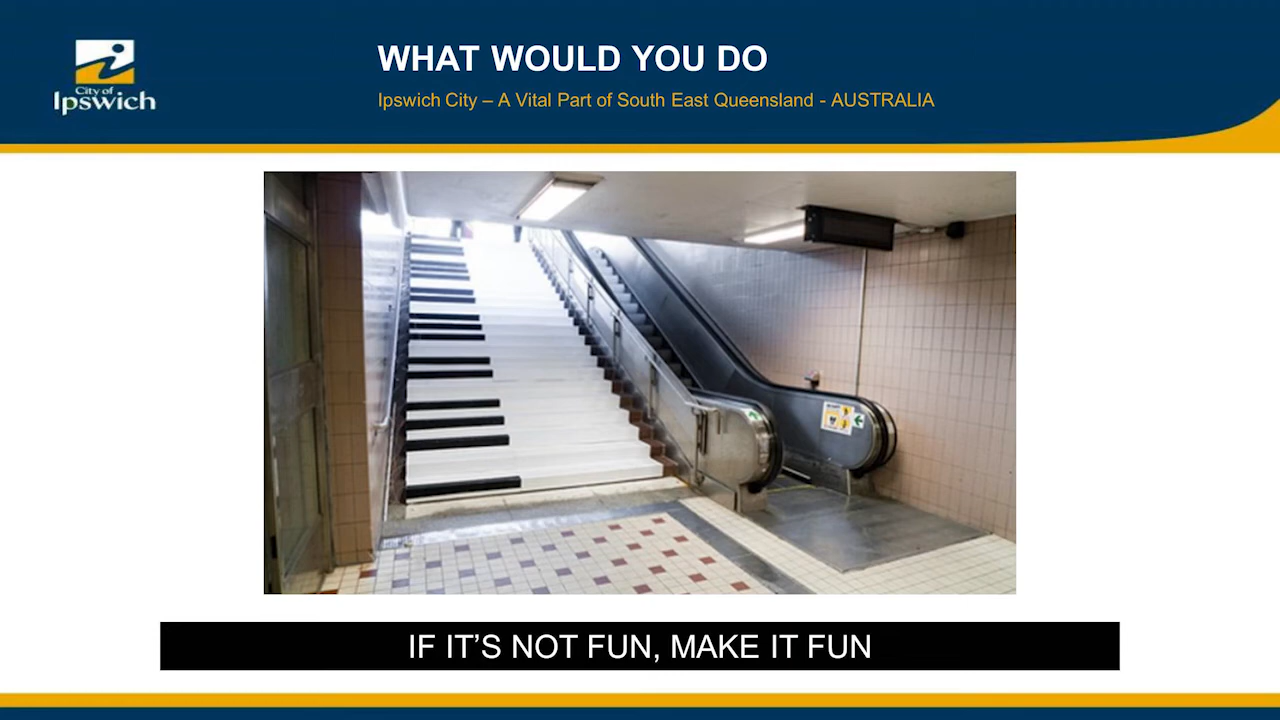 City of
Ipswich
WHAT WOULD YOU DO
Ipswich City – A Vital Part of South East Queensland - AUSTRALIA
IF IT’S NOT FUN, MAKE IT FUN